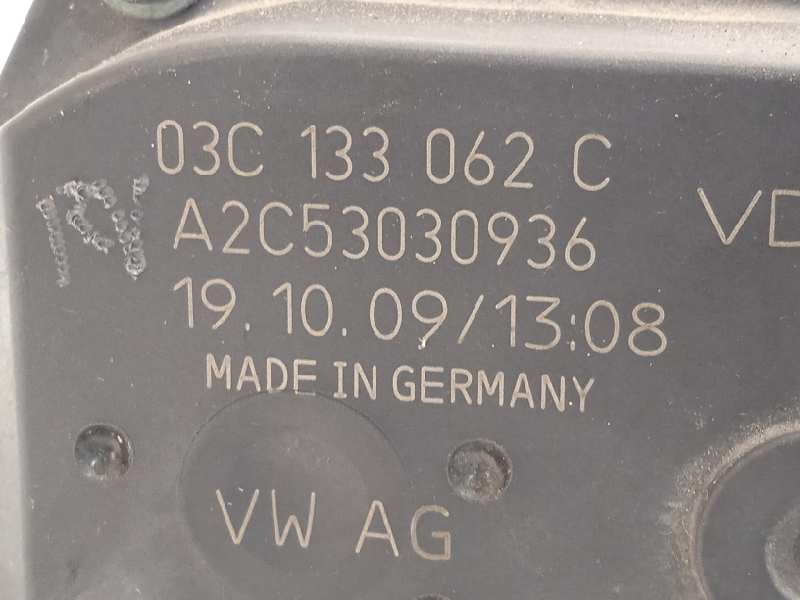 03C 133 062 C
A2C53030936
19.10.09/13:08
MADE IN GERMANY
VW AG